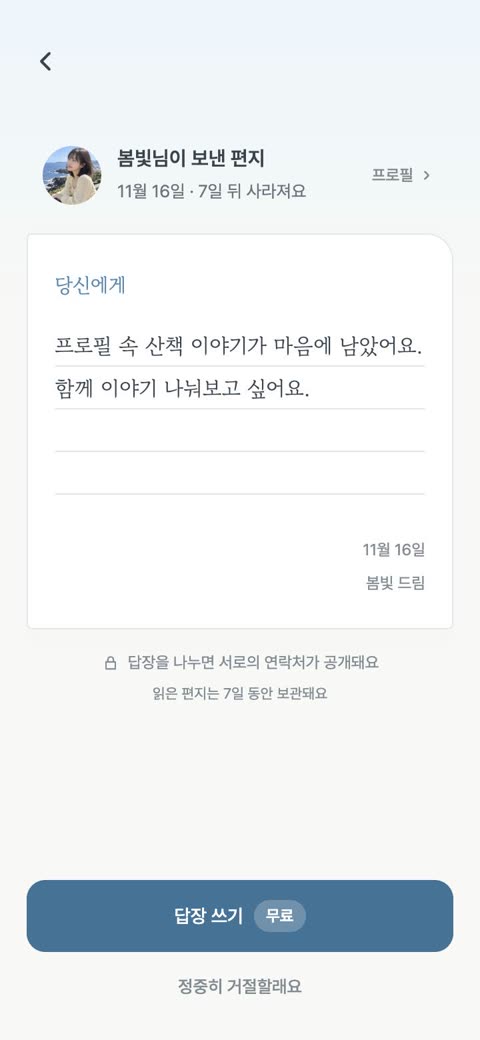 봄빛님이 보낸 편지
11월 16일 · 7일 뒤 사라져요
프로필
당신에게
프로필 속 산책 이야기가 마음에 남았어요.
함께 이야기 나눠보고 싶어요.
11월 16일
봄빛 드림
답장을 나누면 서로의 연락처가 공개돼요
읽은 편지는 7일 동안 보관돼요
답장 쓰기 무료
정중히 거절할래요